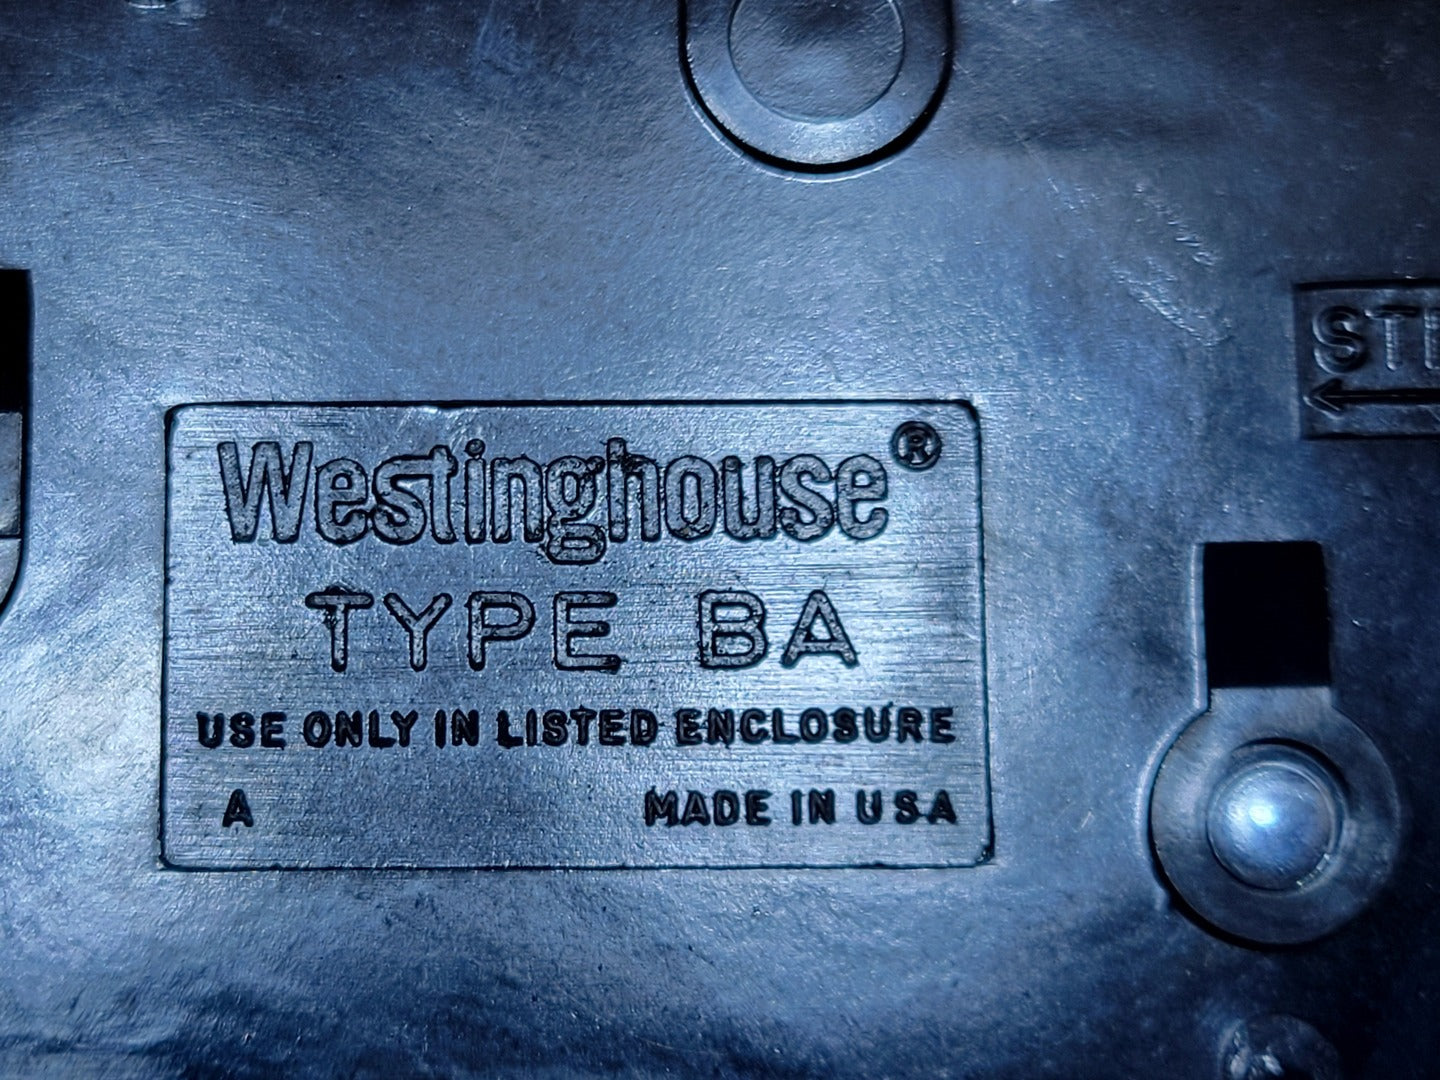 Westinghouse®
TYPE BA
USE ONLY IN LISTED ENCLOSURE
A MADE IN USA